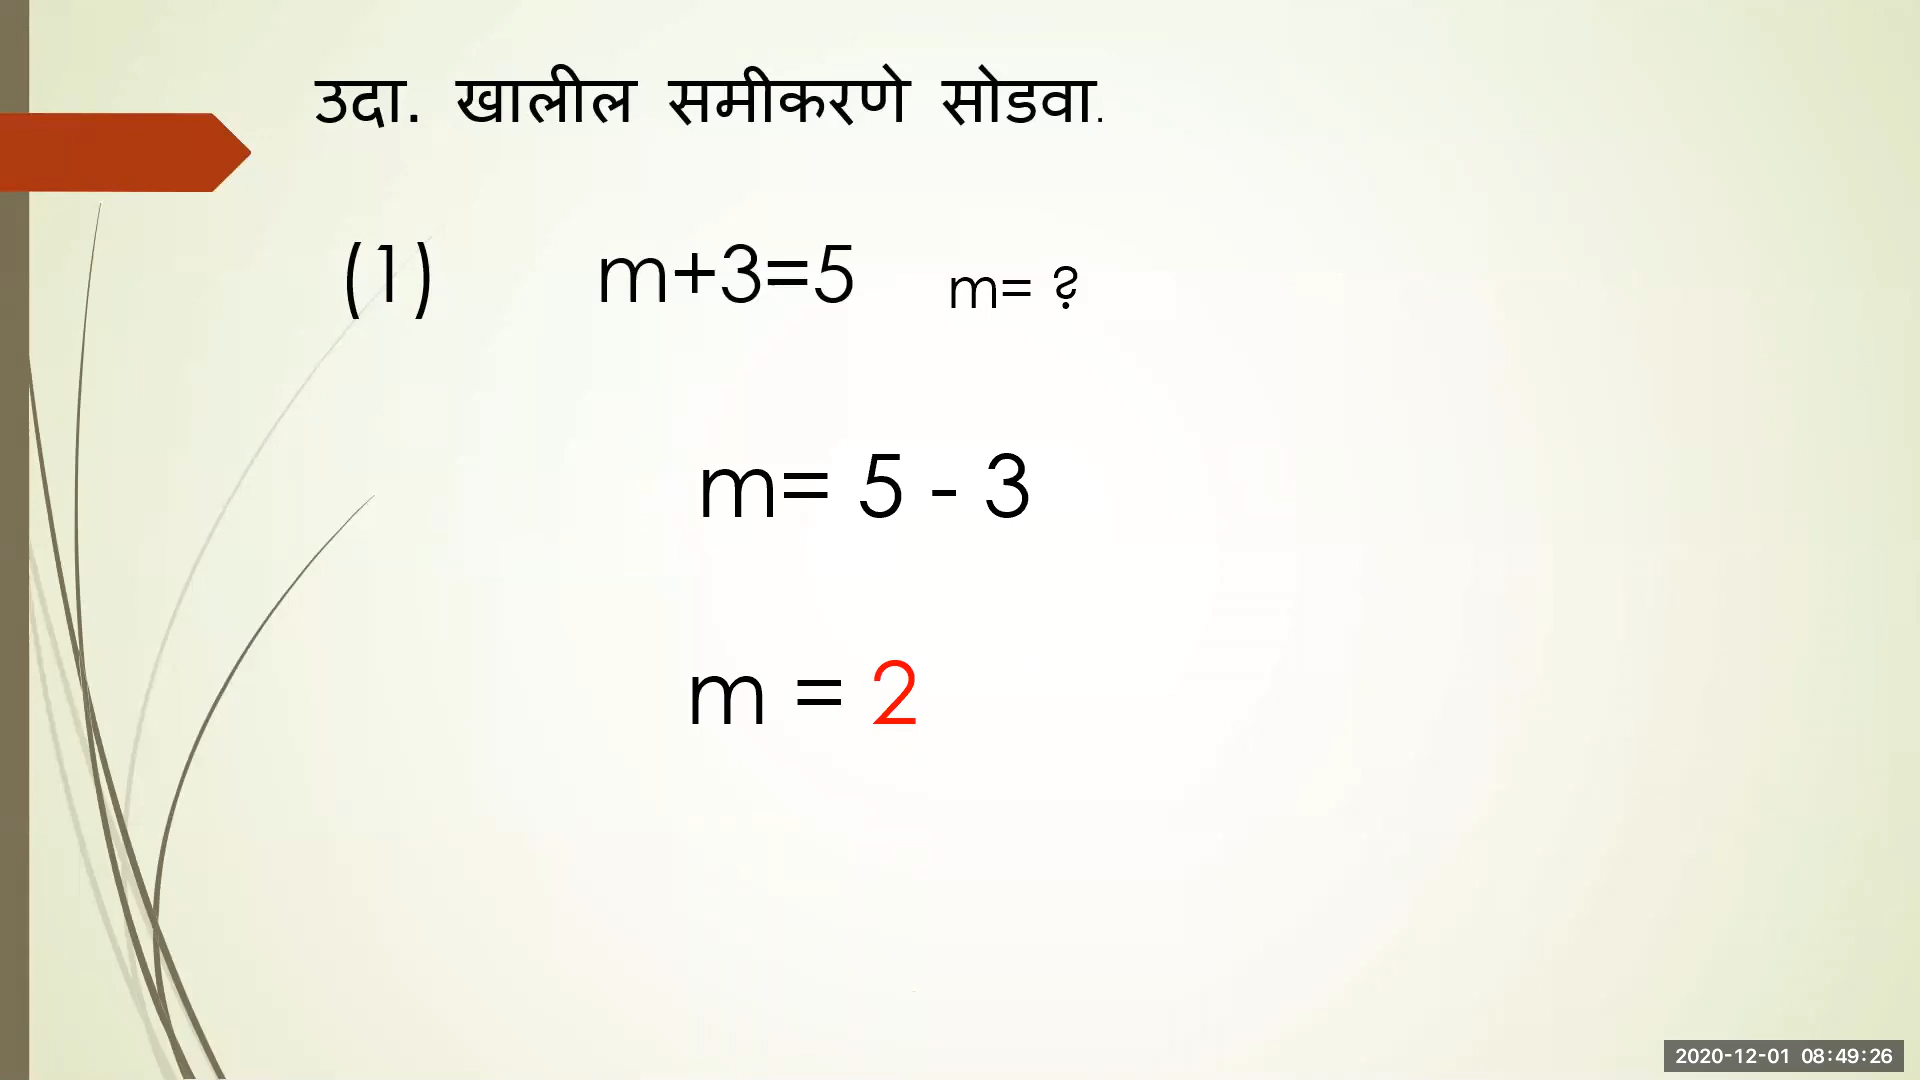 उदा. खालील समीकरणे सोडवा.
(1) m+3=5 m= ?
m= 5 - 3
m = 2
2020-12-01 08:49:26